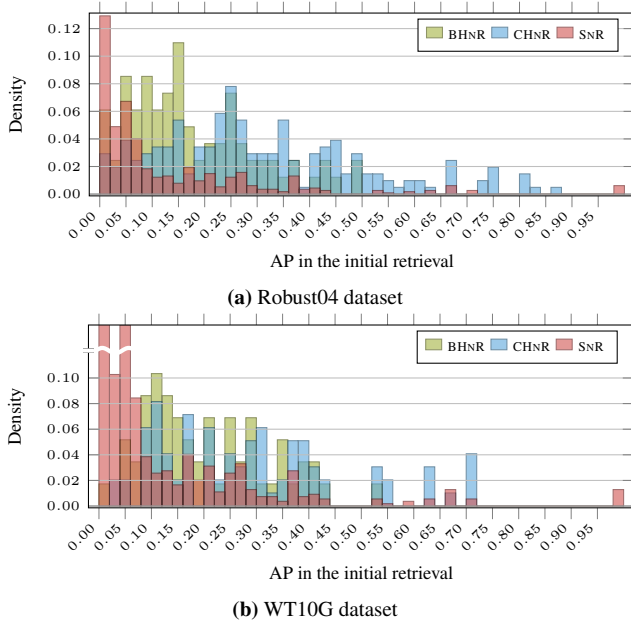 0.12
0.10
0.08
0.06
0.04
0.02
0.00
Density
BHNR CHNR SNR
0.00 0.05 0.10 0.15 0.20 0.25 0.30 0.35 0.40 0.45 0.50 0.55 0.60 0.65 0.70 0.75 0.80 0.85 0.90 0.95
AP in the initial retrieval
(a) Robust04 dataset
0.10
0.08
0.06
0.04
0.02
0.00
Density
BHNR CHNR SNR
0.00 0.05 0.10 0.15 0.20 0.25 0.30 0.35 0.40 0.45 0.50 0.55 0.60 0.65 0.70 0.75 0.80 0.85 0.90 0.95
AP in the initial retrieval
(b) WT10G dataset